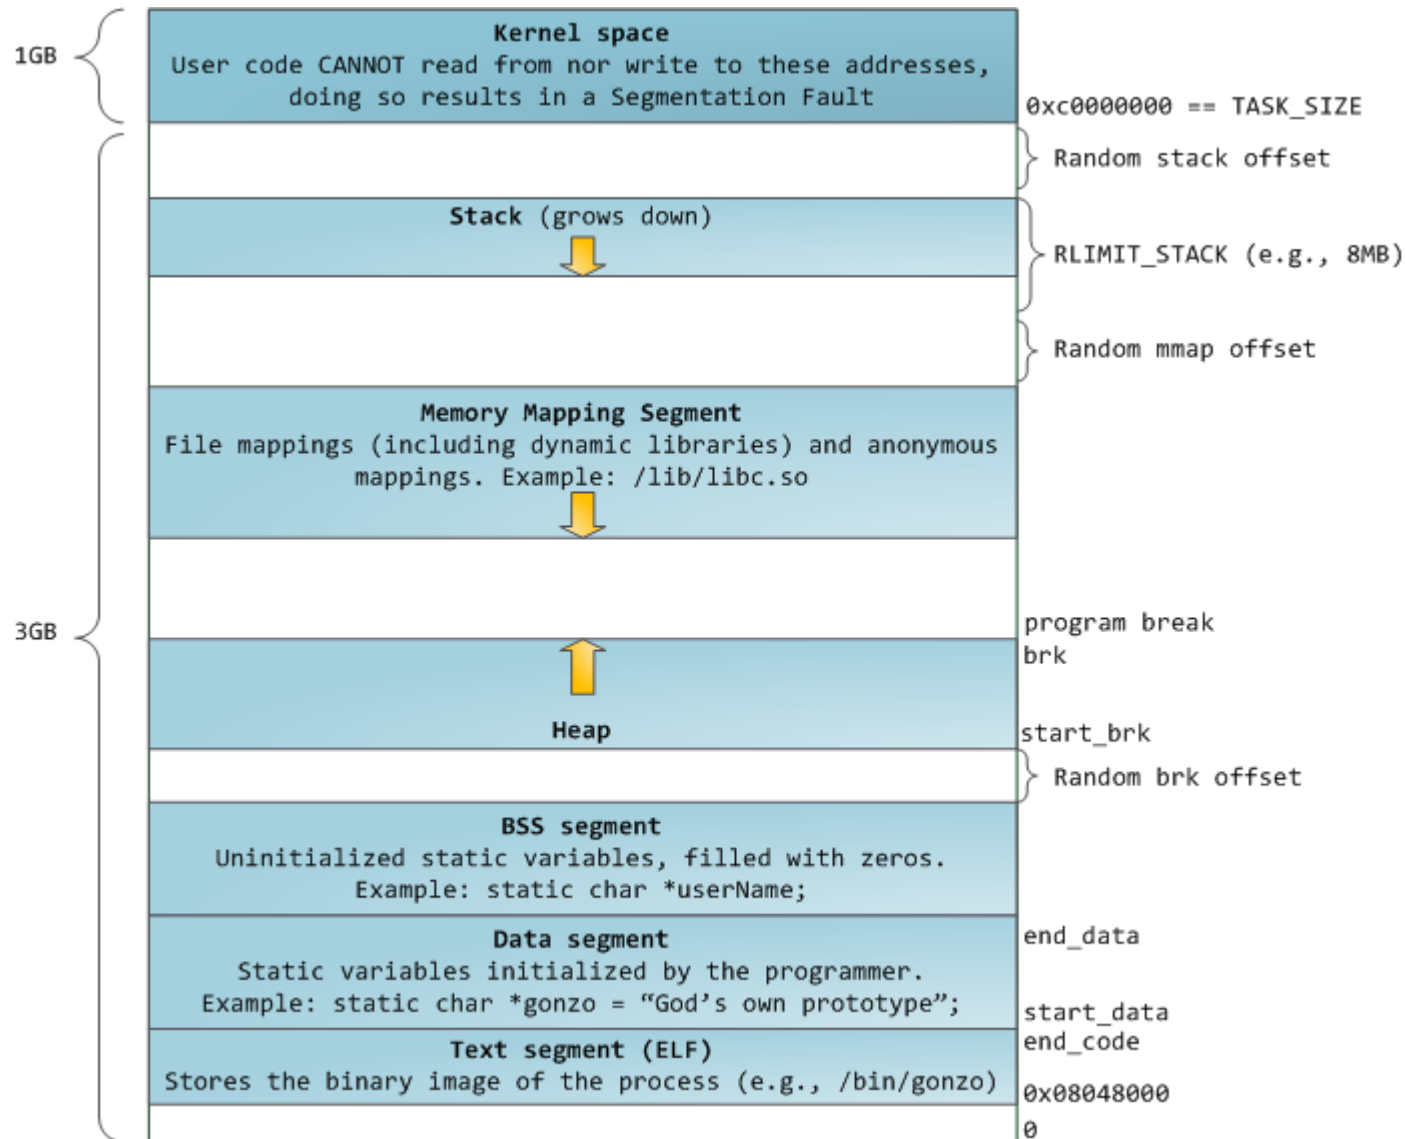 1GB
Kernel space
User code CANNOT read from nor write to these addresses,
doing so results in a Segmentation Fault
0xc0000000 == TASK_SIZE
Random stack offset
Stack (grows down)
RLIMIT_STACK (e.g., 8MB)
Random mmap offset
Memory Mapping Segment
File mappings (including dynamic libraries) and anonymous
mappings. Example: /lib/libc.so
3GB
program break
brk
Heap
start_brk
Random brk offset
BSS segment
Uninitialized static variables, filled with zeros.
Example: static char *userName;
Data segment
end_data
Static variables initialized by the programmer.
Example: static char *gonzo = “God’s own prototype”;
start_data
Text segment (ELF)
end_code
Stores the binary image of the process (e.g., /bin/gonzo)
0x08048000
0